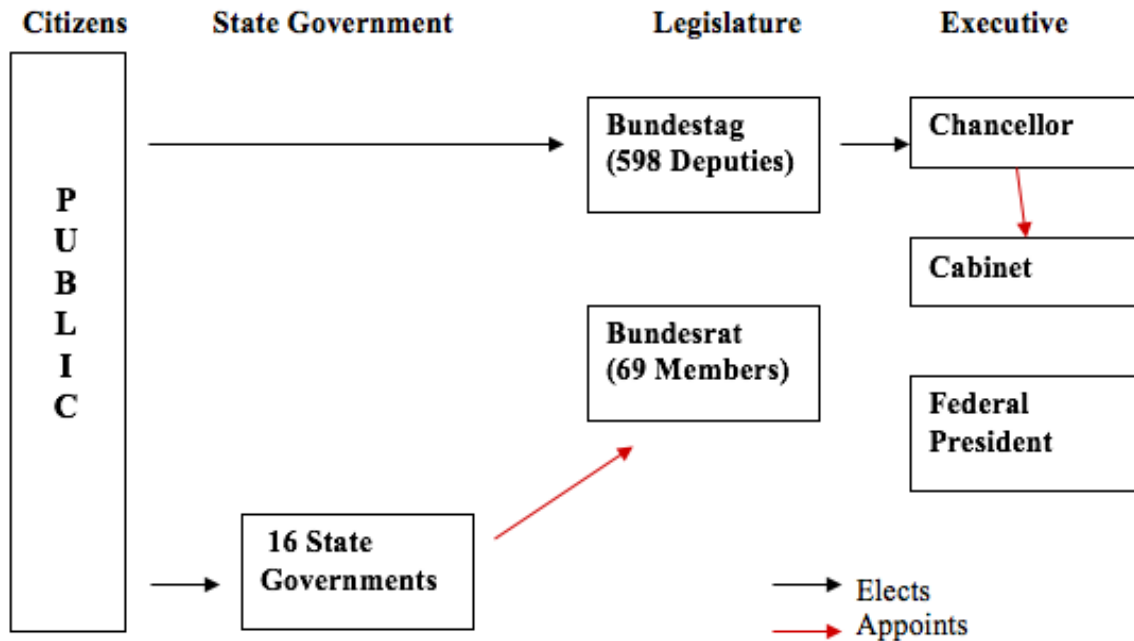 Citizens
State Government
Legislature
Executive
P
U
B
L
I
C
Bundestag
(598 Deputies)
Chancellor
Cabinet
Bundesrat
(69 Members)
Federal
President
16 State
Governments
Elects
Appoints